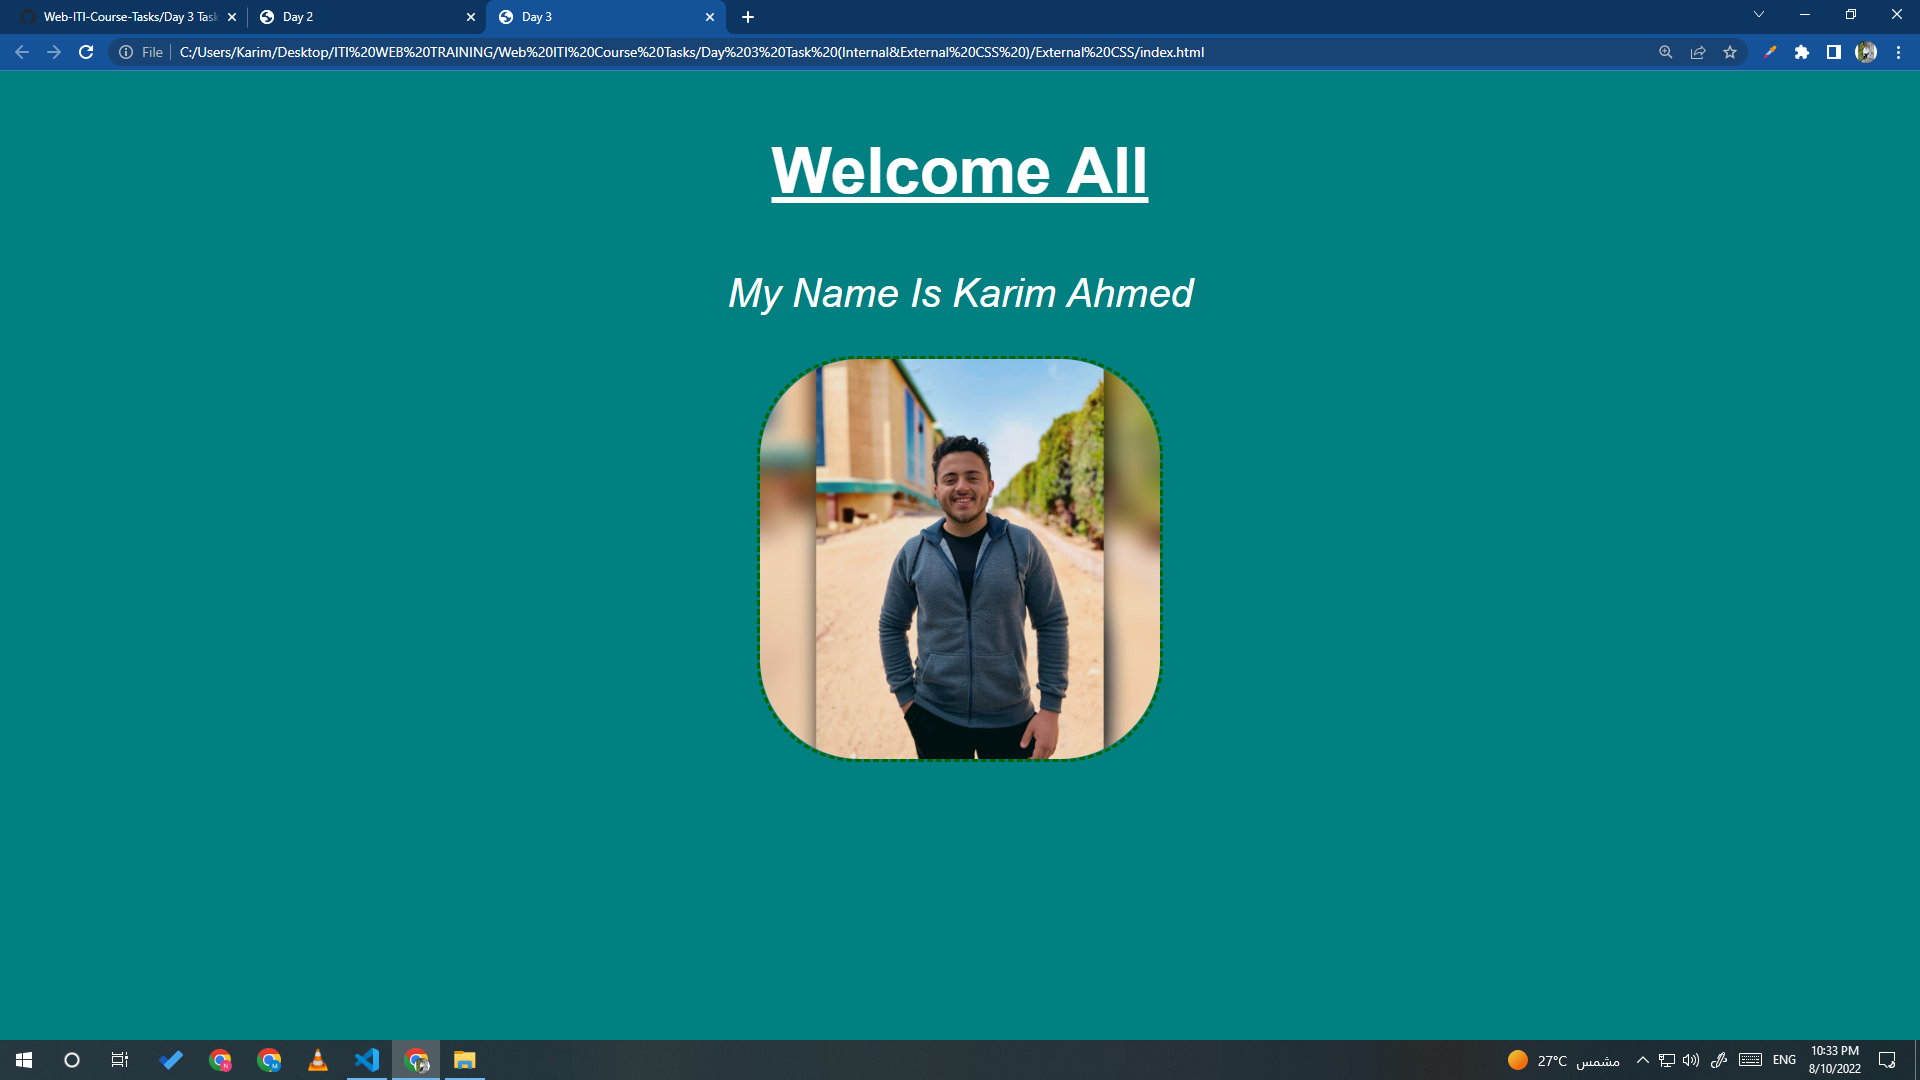 Web-ITI-Course-Tasks/Day 3 Task
Day 2
Day 3
File
C:/Users/Karim/Desktop/ITI%20WEB%20TRAINING/Web%20ITI%20Course%20Tasks/Day%203%20Task%20(Internal&External%20CSS%20)/External%20CSS/index.html
Welcome All
My Name Is Karim Ahmed
27°C مشمس
ENG
10:33 PM
8/10/2022